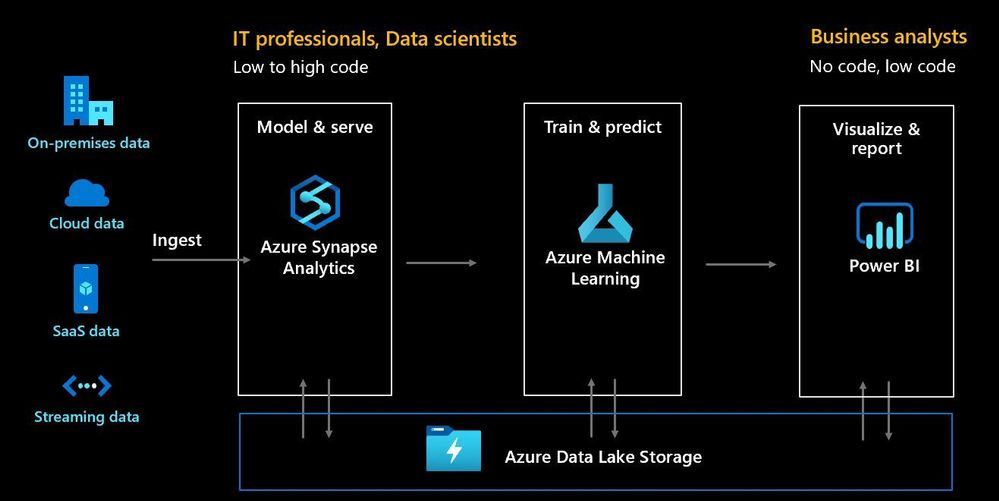 IT professionals, Data scientists
Low to high code
Business analysts
No code, low code
On-premises data
Cloud data
SaaS data
Streaming data
Ingest
Model & serve
Azure Synapse
Analytics
Train & predict
Azure Machine
Learning
Visualize &
report
Power BI
Azure Data Lake Storage